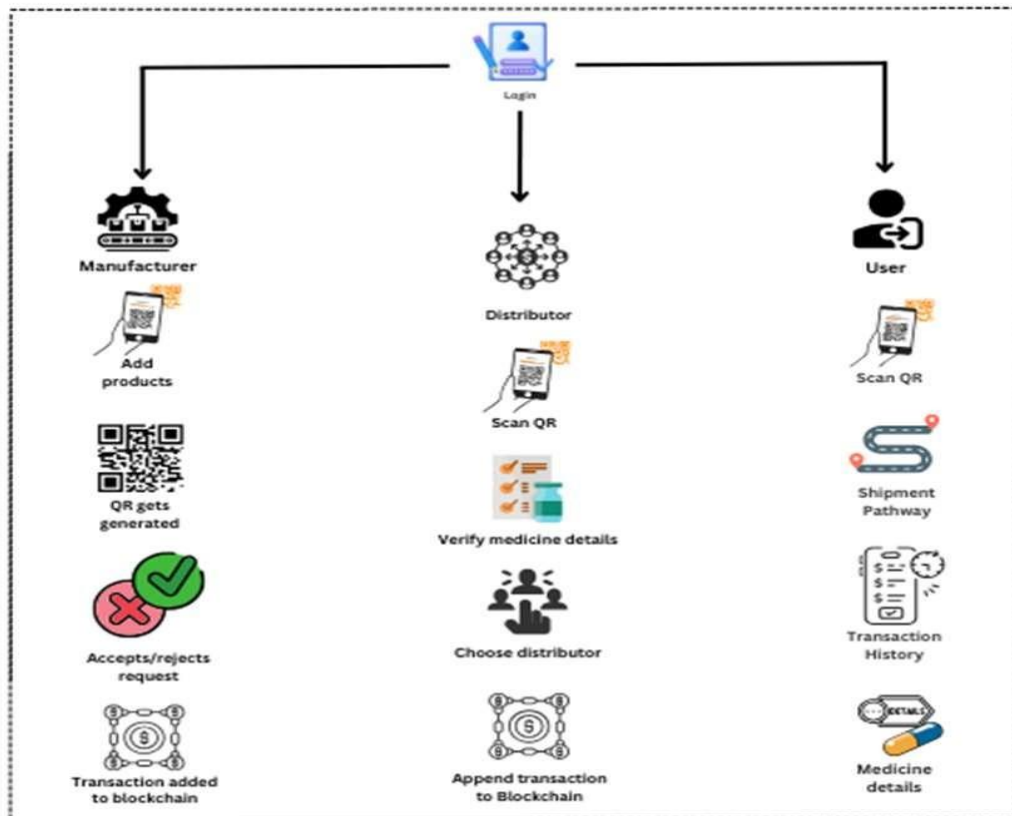 Login
Manufacturer
Add
products
QR gets
generated
Accepts/rejects
request
Transaction added
to blockchain
Distributor
Scan QR
Verify medicine details
Choose distributor
Append transaction
to Blockchain
User
Scan QR
Shipment
Pathway
Transaction
History
DETAILS
Medicine
details